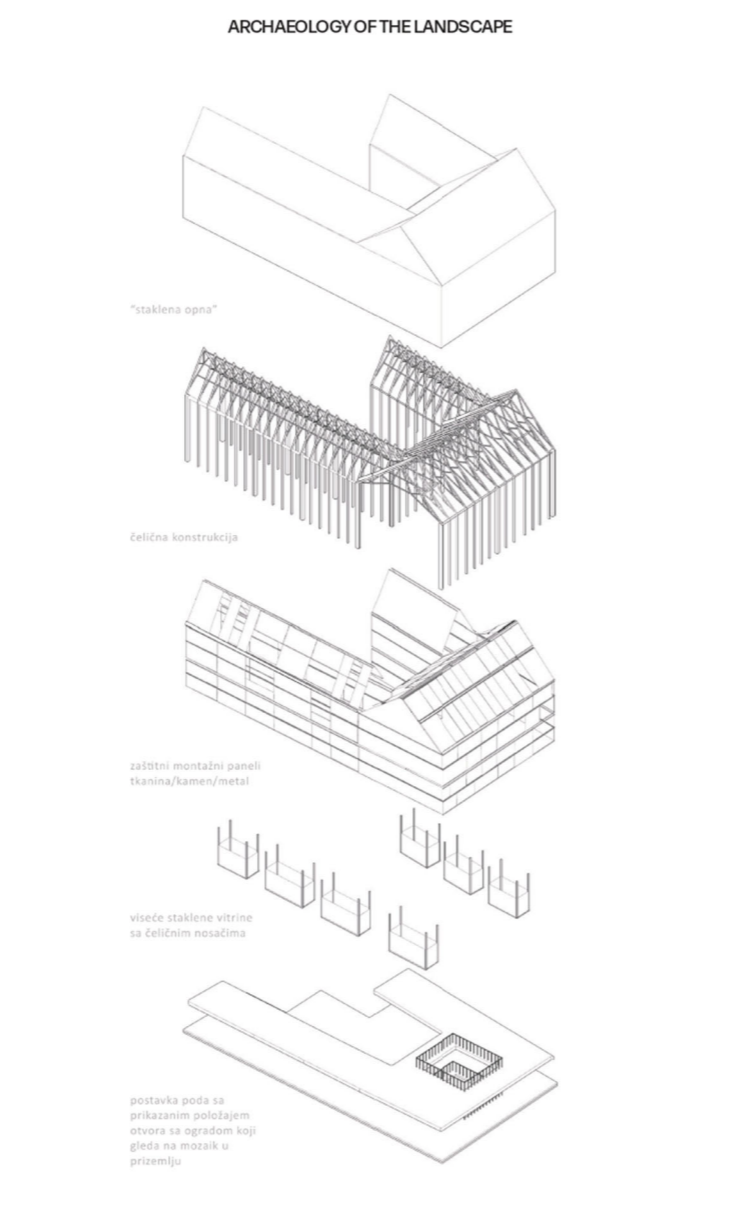 ARCHAEOLOGY OF THE LANDSCAPE
"staklena opna"
čelična konstrukcija
zaštitni montažni paneli
tkanina/kamen/metal
viseće staklene vitrine
sa čeličnim nosačima
postavka poda sa
prikazanim položajem
otvora sa ogradom koji
gleda na mozaik u
prizemlju